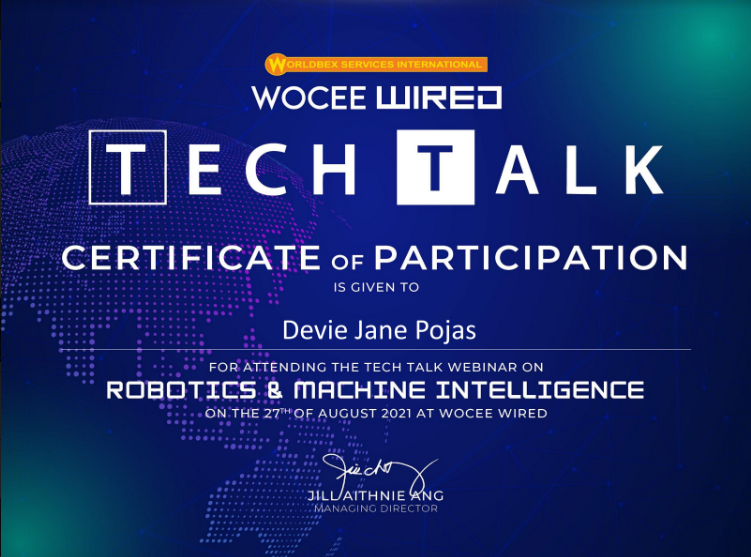 WORLDBEX SERVICES INTERNATIONAL
WOCEE WIRED
TECH TALK
CERTIFICATE OF PARTICIPATION
IS GIVEN TO
Devie Jane Pojas
FOR ATTENDING THE TECH TALK WEBINAR ON
ROBOTICS & MACHINE INTELLIGENCE
ON THE 27TH OF AUGUST 2021 AT WOCEE WIRED
JILL AITHNIE ANG
MANAGING DIRECTOR